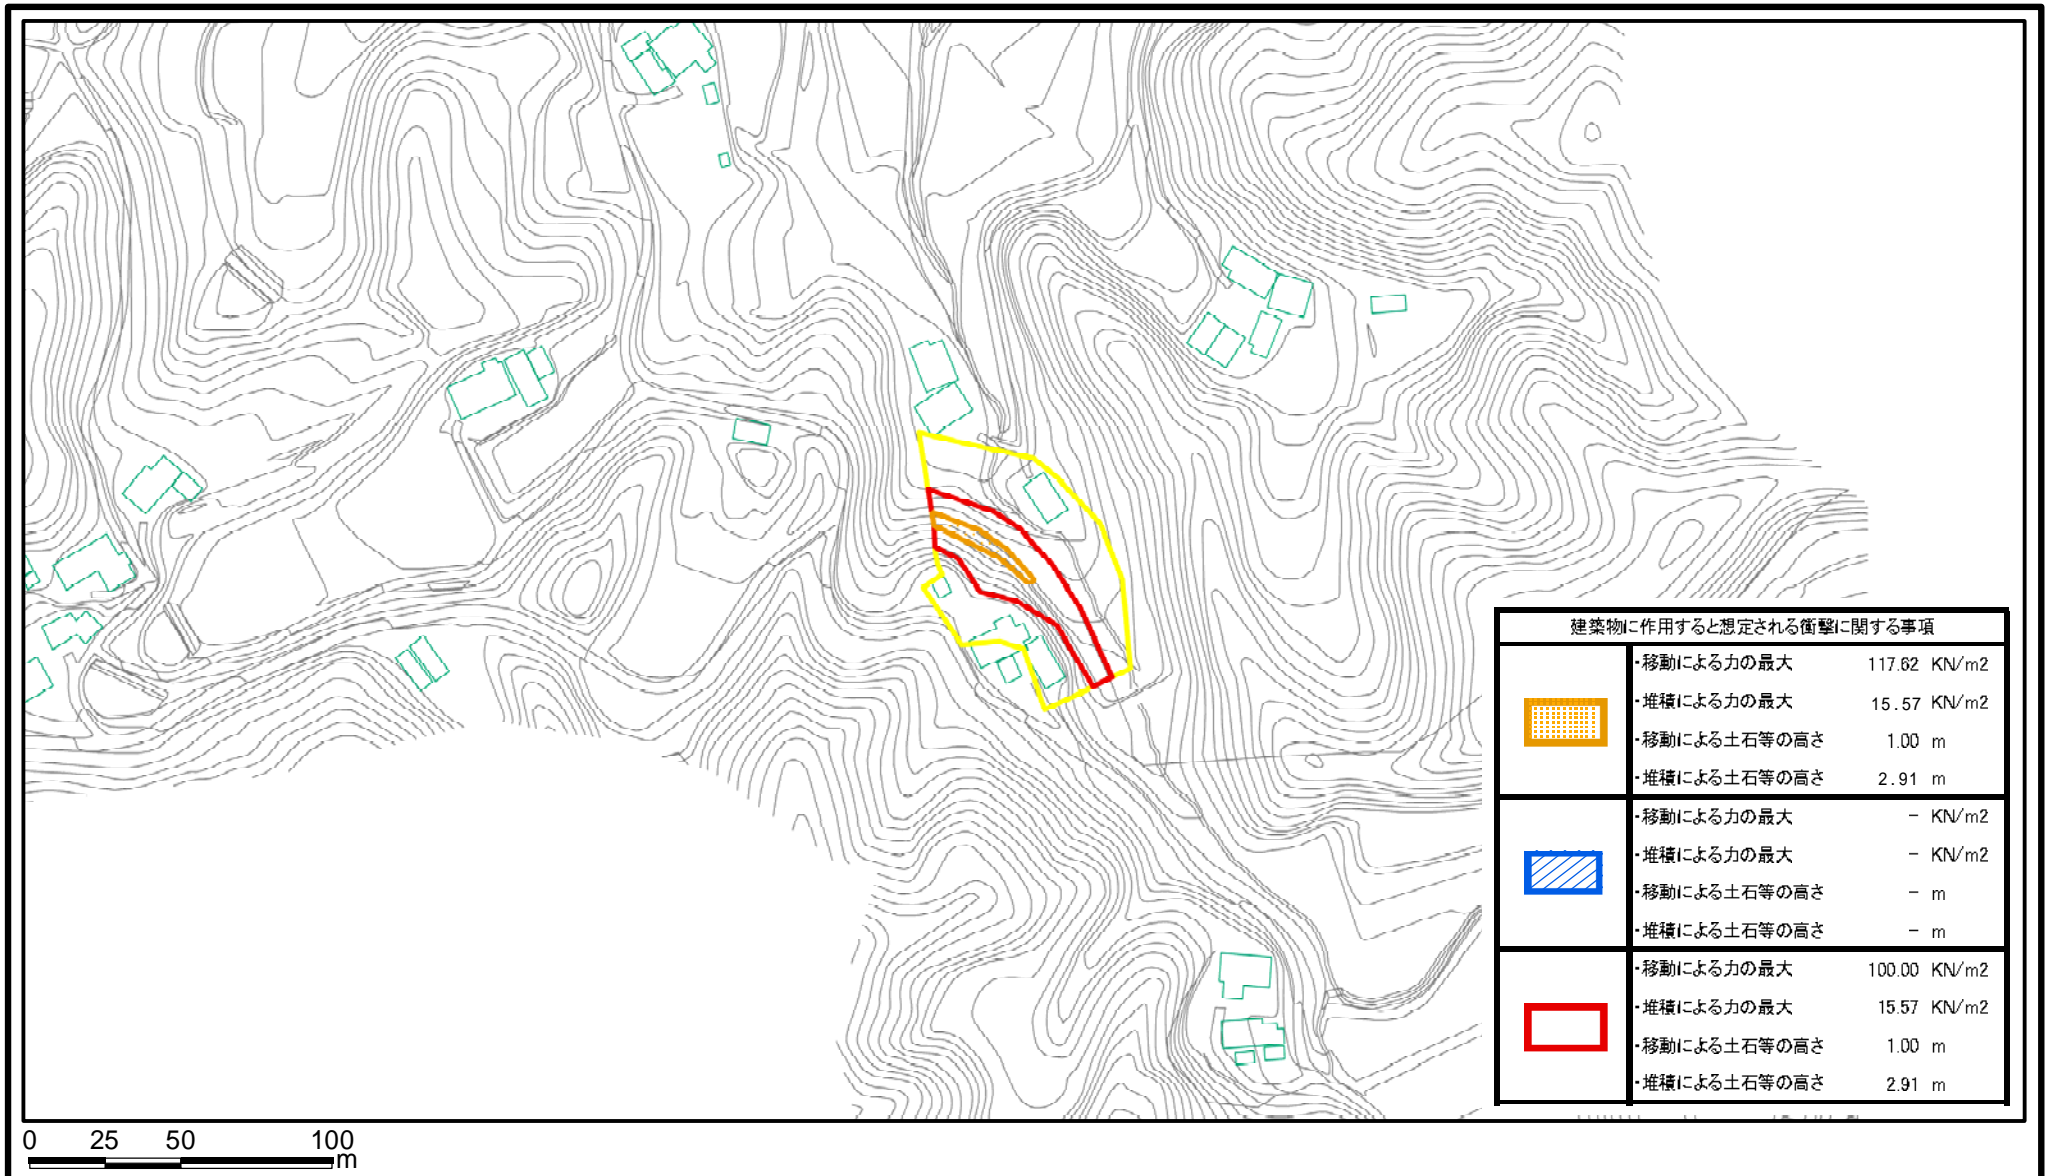 建築物に作用すると想定される衝撃に関する事項
・移動による力の最大 117.62 KN/m2
・堆積による力の最大 15.57 KN/m2
・移動による土石等の高さ 1.00 m
・堆積による土石等の高さ 2.91 m
・移動による力の最大 - KN/m2
・堆積による力の最大 - KN/m2
・移動による土石等の高さ - m
・堆積による土石等の高さ - m
・移動による力の最大 100.00 KN/m2
・堆積による力の最大 15.57 KN/m2
・移動による土石等の高さ 1.00 m
・堆積による土石等の高さ 2.91 m
0 25 50 100
m